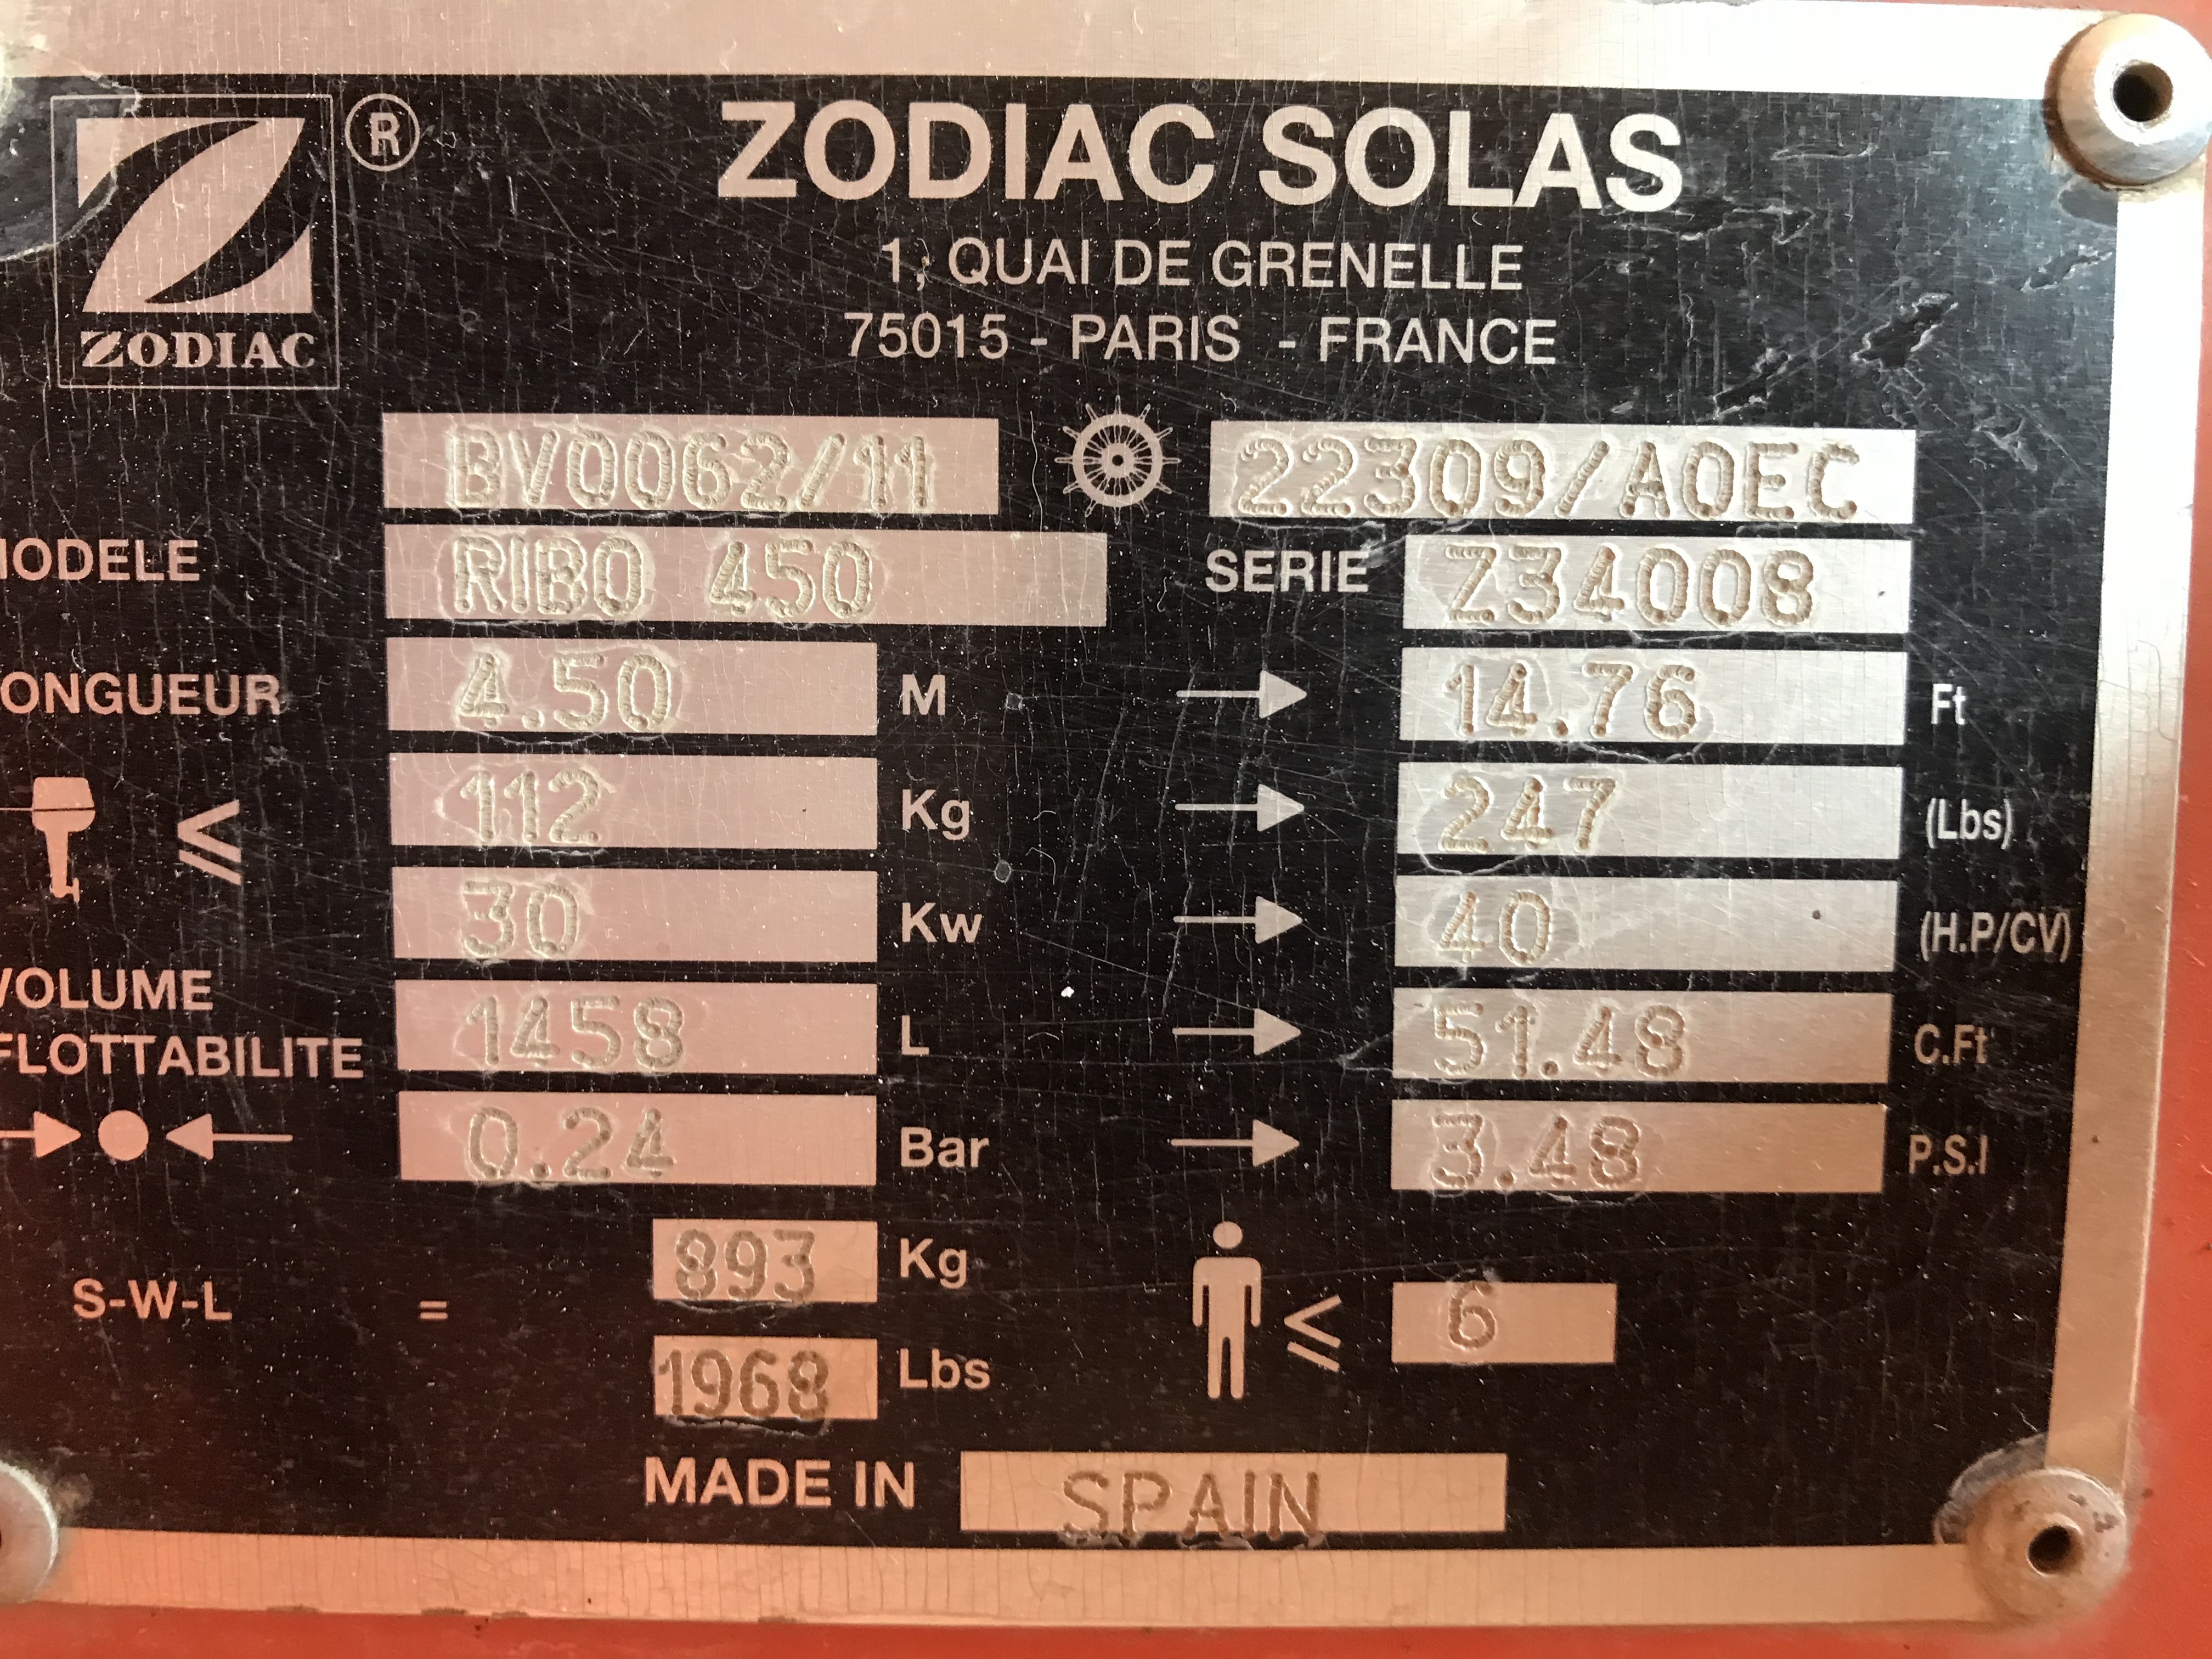 ® ZODIAC SOLAS
1, QUAI DE GRENELLE
75015 - PARIS - FRANCE
ZODIAC
BV0062/11 22309/A0EC
MODELE RIBO 450 SERIE Z34008
LONGUEUR 4.50 M → 14.76 Ft
≤ 112 Kg → 247 (Lbs)
30 Kw → 40 (H.P/CV)
VOLUME
FLOTTABILITE 1458 L → 51.48 C.Ft
0.24 Bar → 3.48 P.S.I
S-W-L = 893 Kg ≤ 6
1968 Lbs
MADE IN SPAIN